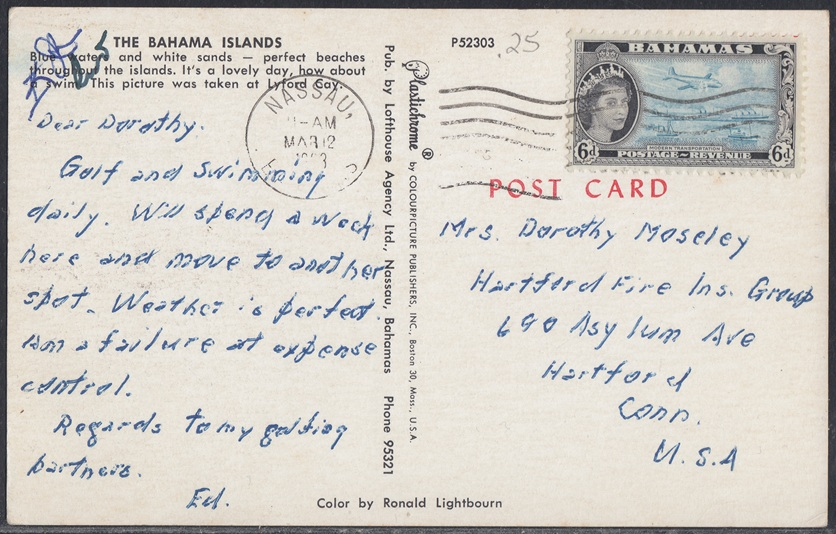 THE BAHAMA ISLANDS
Blue waters and white sands — perfect beaches
throughout the islands. It's a lovely day, how about
a swim? This picture was taken at Lyford Cay.
Dear Dorothy.
Golf and Swimming
daily. Will spend a week
here and move to another
spot. Weather is perfect.
Am a failure at expense
control.
Regards to my golfing
partners.
Ed.
Color by Ronald Lightbourn
NASSAU,
AM
MAR 12
Pub. by Lofthouse Agency Ltd., Nassau, Bahamas Phone 95321
Plastichrome ® by COLOURPICTURE PUBLISHERS, INC., Boston 30, Mass., U.S.A.
P52303
.25
BAHAMAS
MODERN TRANSPORTATION
6d POSTAGE~REVENUE 6d
POST CARD
Mrs. Dorothy Moseley
Hartford Fire Ins. Group
690 Asylum Ave
Hartford
Conn.
U.S.A